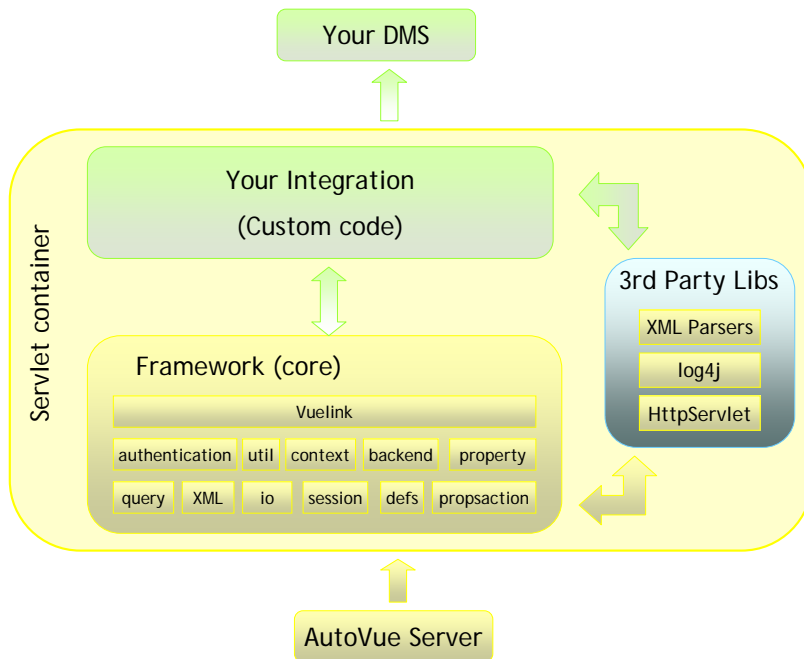 Your DMS
Servlet container
Your Integration
(Custom code)
3rd Party Libs
XML Parsers
log4j
HttpServlet
Framework (core)
Vuelink
authentication util context backend property
query XML io session defs propsaction
AutoVue Server